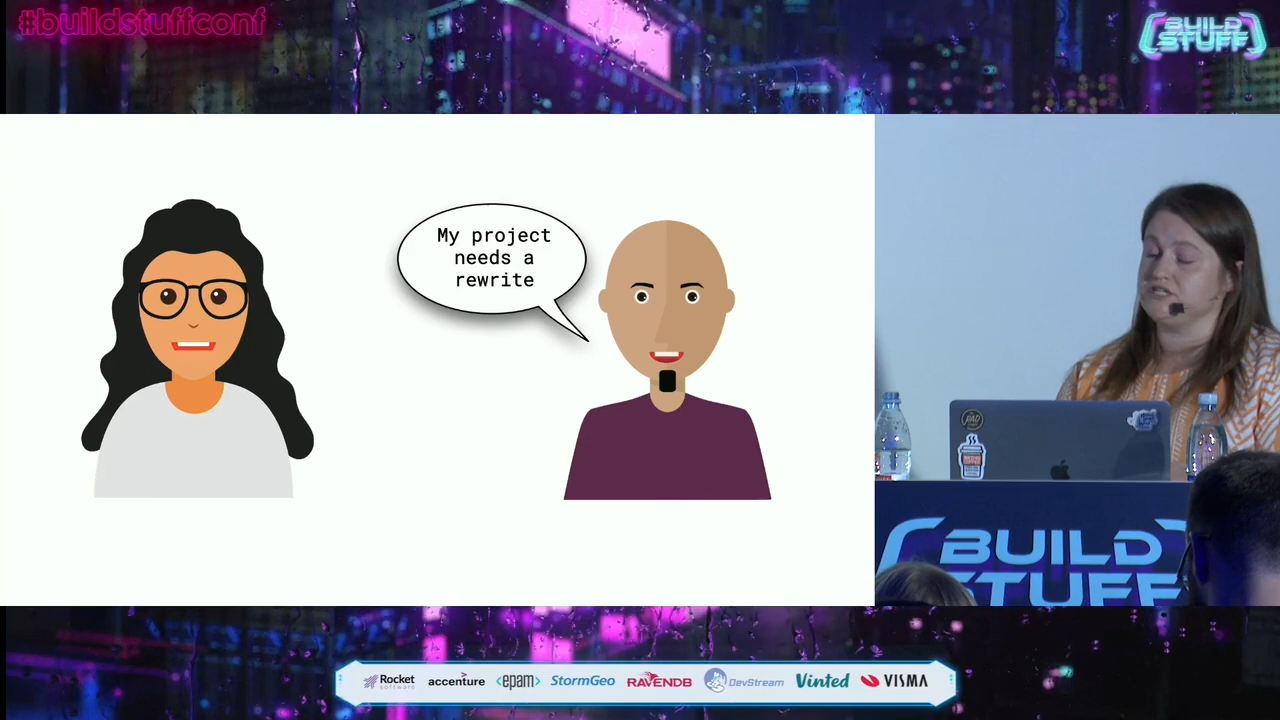 #buildstuffconf
BUILD
STUFF
My project
needs a
rewrite
BUILD
STUFF
Rocket
software
accenture
<epam>
StormGeo
RAVENDB
DevStream
Vinted
VISMA